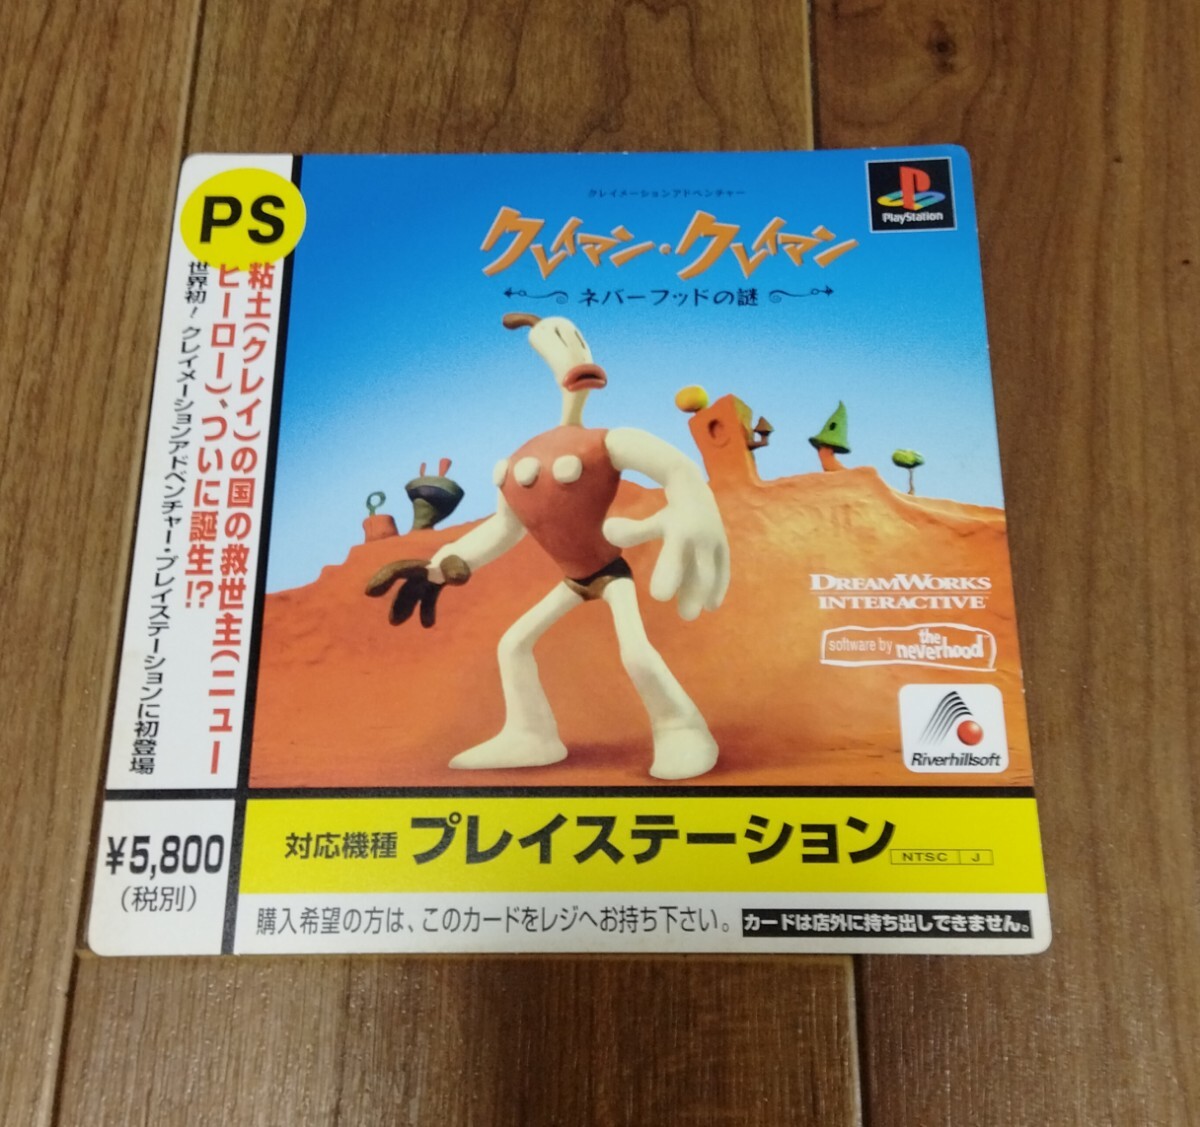 PS
粘土(クレイ)の国の救世主(ニュー
ヒーロー)、ついに誕生!?
世界初!クレイメーションアドベンチャー・プレイステーションに初登場
¥5,800
(税別)
クレイメーションアドベンチャー
クレイマン・クレイマン
ネバーフッドの謎
PlayStation
DREAMWORKS
INTERACTIVE
software by the neverhood
Riverhillsoft
対応機種 プレイステーション
NTSC J
購入希望の方は、このカードをレジへお持ち下さい。
カードは店外に持ち出しできません。